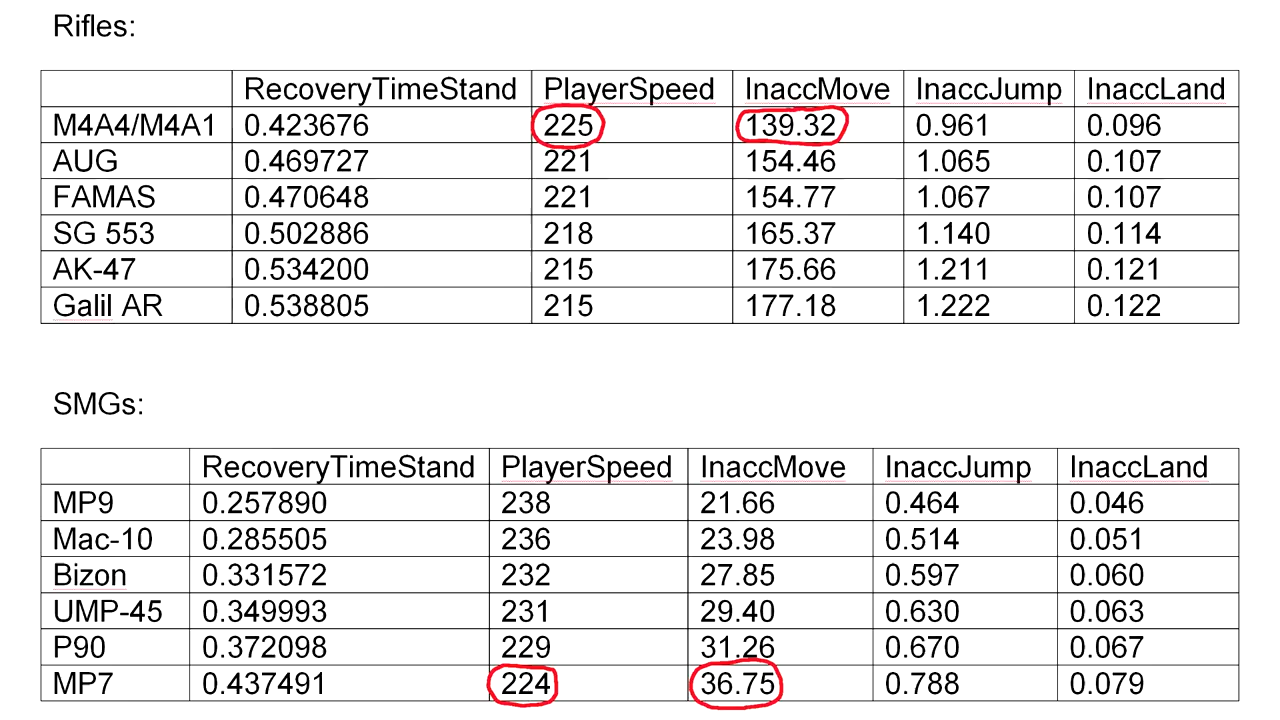 Rifles:
RecoveryTimeStand PlayerSpeed InaccMove InaccJump InaccLand
M4A4/M4A1 0.423676 225 139.32 0.961 0.096
AUG 0.469727 221 154.46 1.065 0.107
FAMAS 0.470648 221 154.77 1.067 0.107
SG 553 0.502886 218 165.37 1.140 0.114
AK-47 0.534200 215 175.66 1.211 0.121
Galil AR 0.538805 215 177.18 1.222 0.122
SMGs:
RecoveryTimeStand PlayerSpeed InaccMove InaccJump InaccLand
MP9 0.257890 238 21.66 0.464 0.046
Mac-10 0.285505 236 23.98 0.514 0.051
Bizon 0.331572 232 27.85 0.597 0.060
UMP-45 0.349993 231 29.40 0.630 0.063
P90 0.372098 229 31.26 0.670 0.067
MP7 0.437491 224 36.75 0.788 0.079